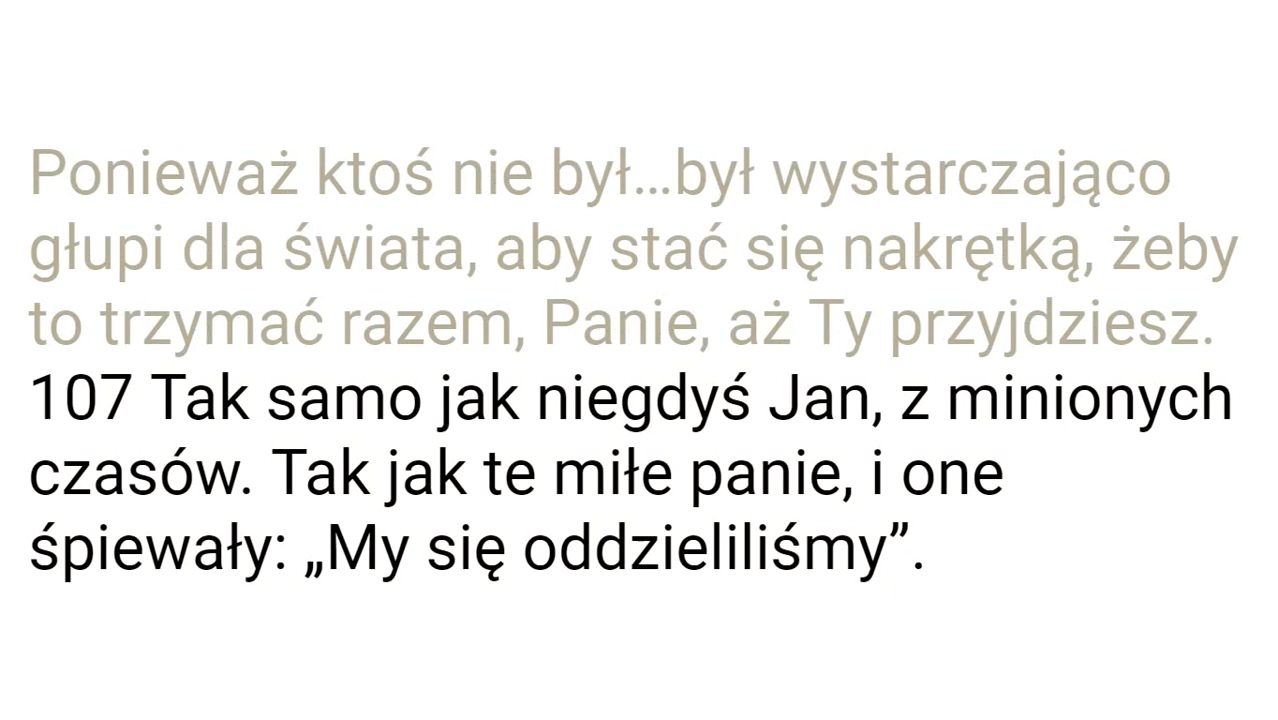 Ponieważ ktoś nie był...był wystarczająco
głupi dla świata, aby stać się nakrętką, żeby
to trzymać razem, Panie, aż Ty przyjdziesz.
107 Tak samo jak niegdyś Jan, z minionych
czasów. Tak jak te miłe panie, i one
śpiewały: „My się oddzieliliśmy”.